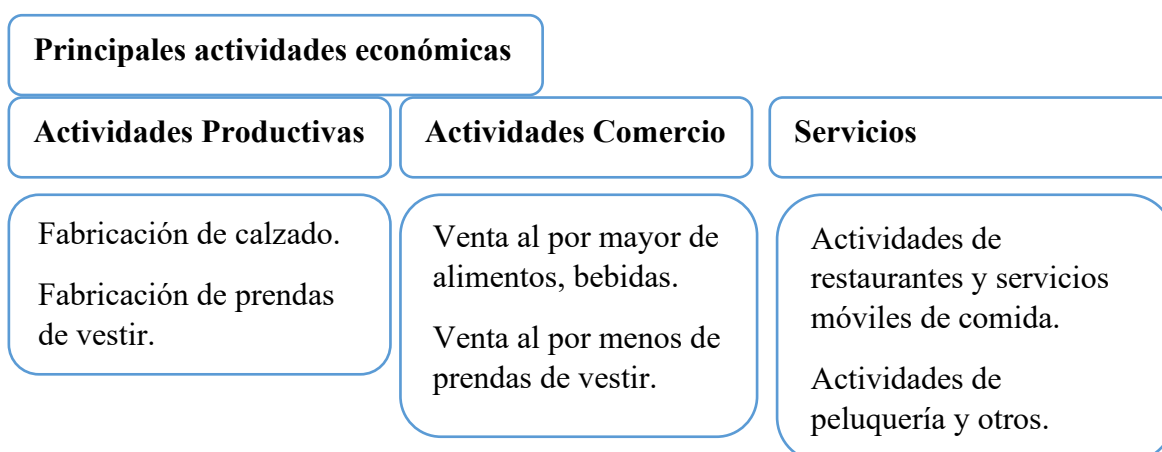 Principales actividades económicas
Actividades Productivas
Actividades Comercio
Servicios
Fabricación de calzado.
Fabricación de prendas
de vestir.
Venta al por mayor de
alimentos, bebidas.
Venta al por menos de
prendas de vestir.
Actividades de
restaurantes y servicios
móviles de comida.
Actividades de
peluquería y otros.